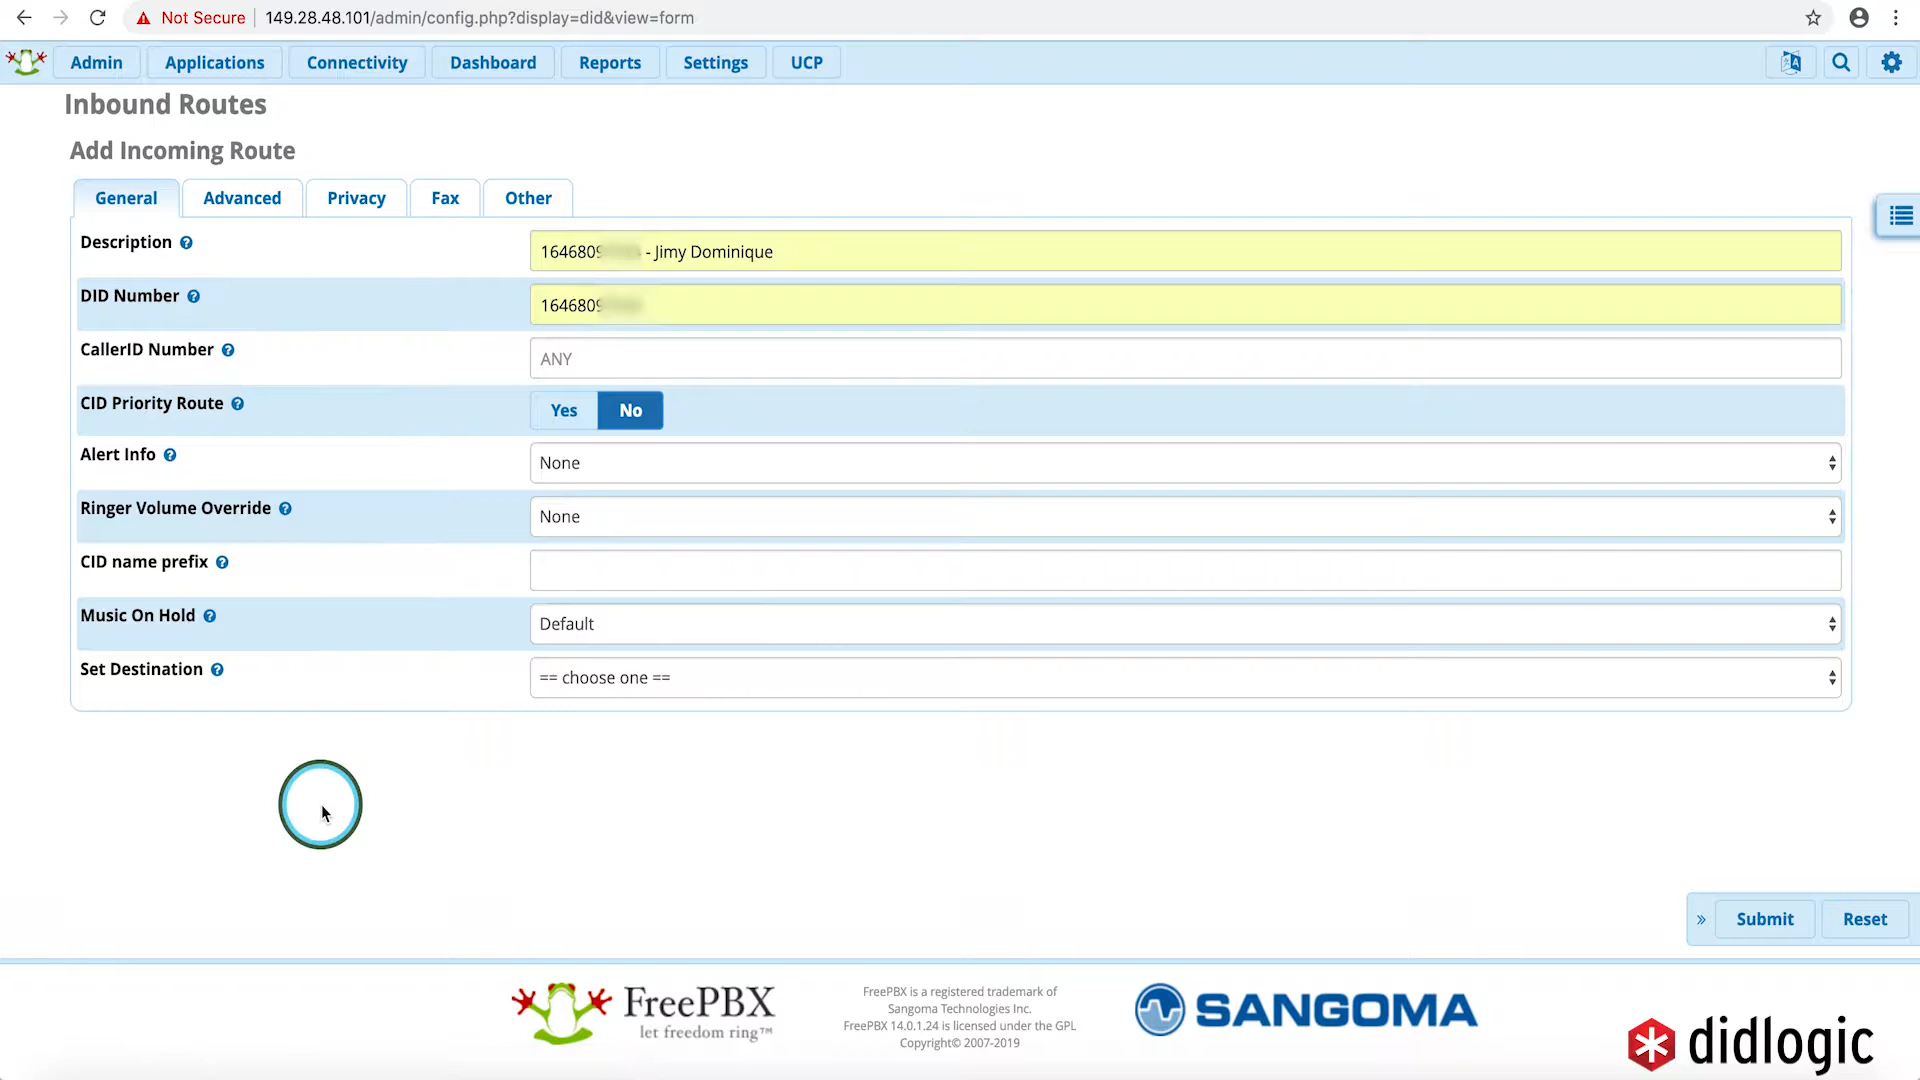 Not Secure 149.28.48.101/admin/config.php?display=did&view=form
Admin Applications Connectivity Dashboard Reports Settings UCP
Inbound Routes
Add Incoming Route
General Advanced Privacy Fax Other
Description 1646809 - Jimy Dominique
DID Number 1646809
CallerID Number ANY
CID Priority Route Yes No
Alert Info None
Ringer Volume Override None
CID name prefix
Music On Hold Default
Set Destination == choose one ==
» Submit Reset
FreePBX
let freedom ring™
FreePBX is a registered trademark of
Sangoma Technologies Inc.
FreePBX 14.0.1.24 is licensed under the GPL
Copyright© 2007-2019
SANGOMA
didlogic